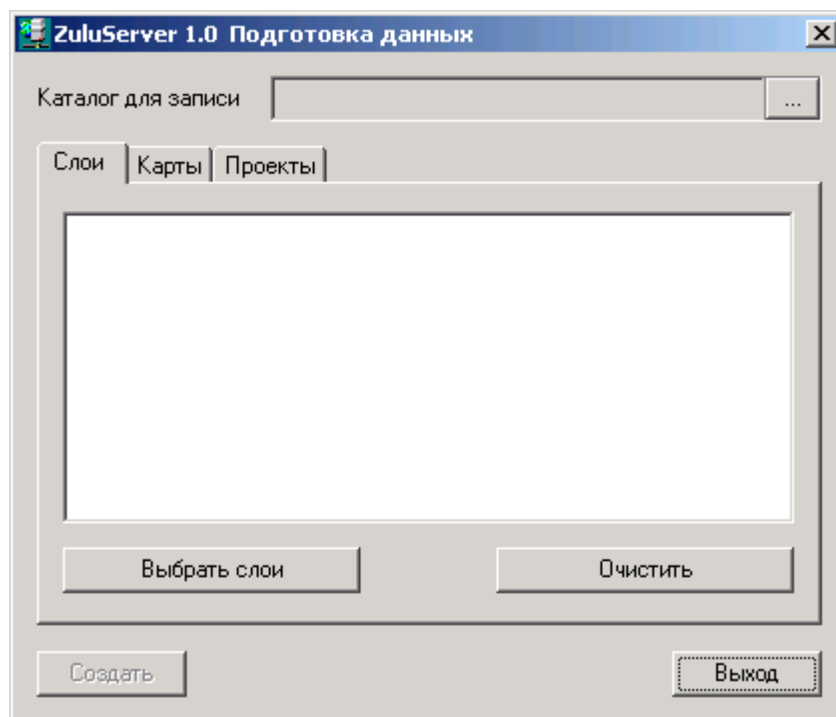 ZuluServer 1.0 Подготовка данных
Каталог для записи ...
Слои Карты Проекты
Выбрать слои Очистить
Создать Выход